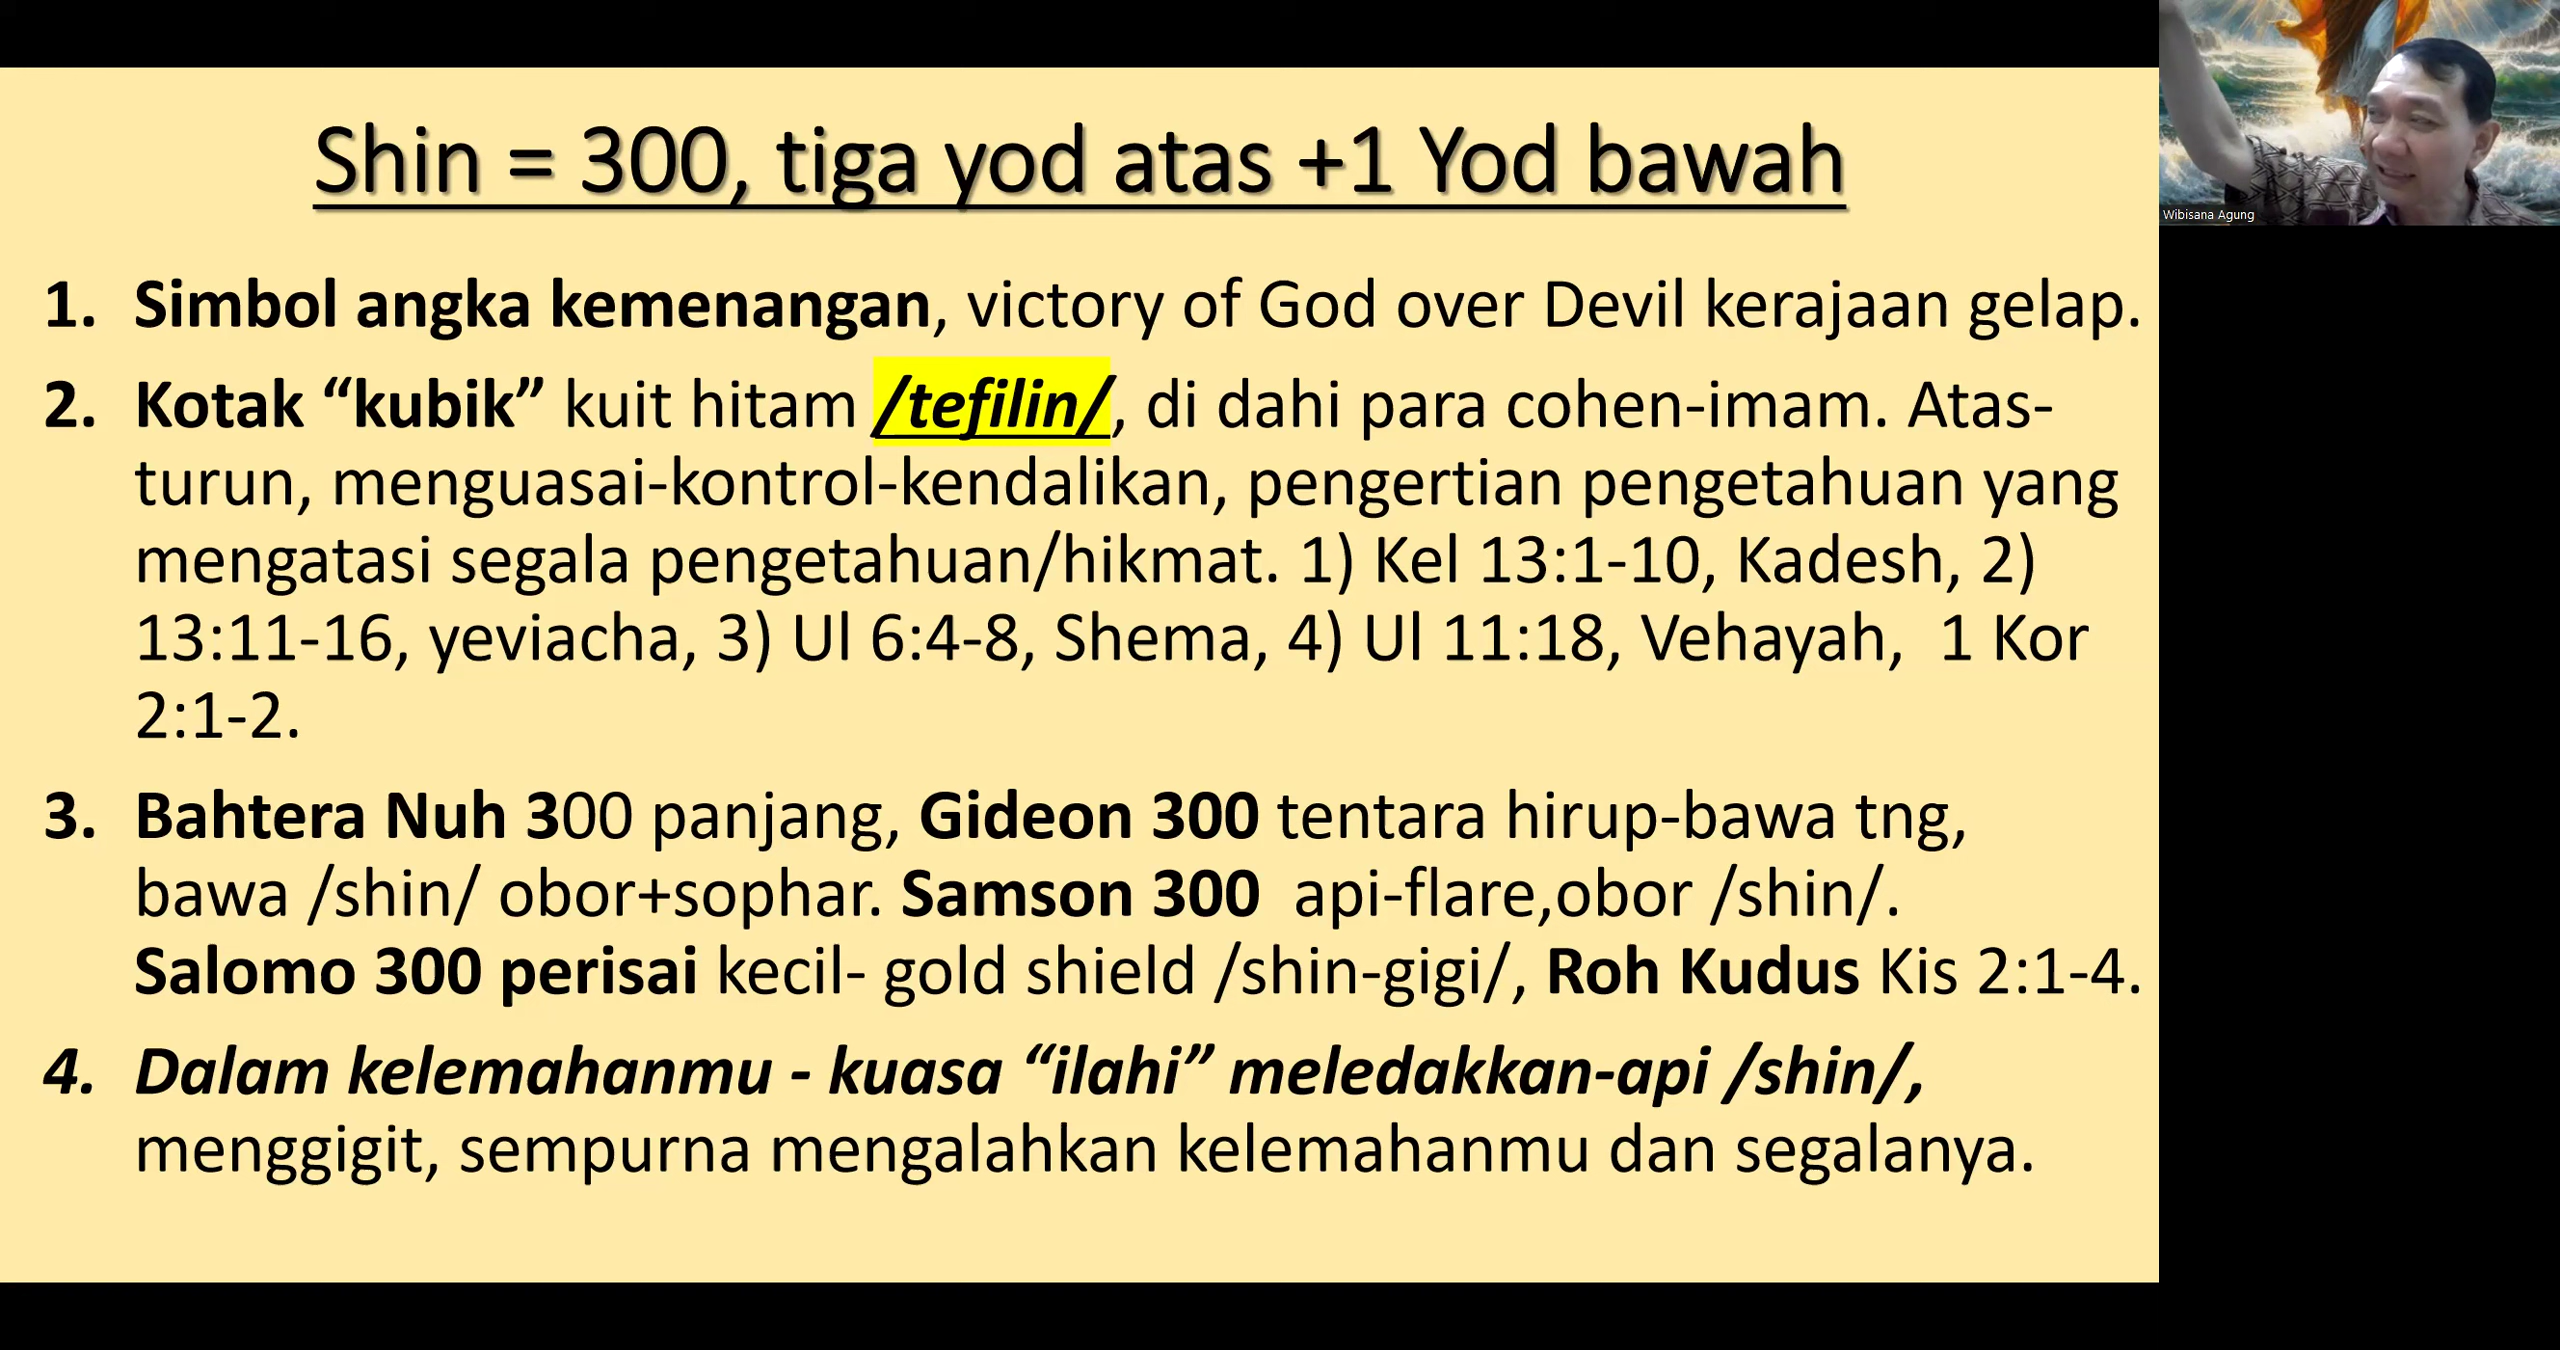 Shin = 300, tiga yod atas +1 Yod bawah
Wibisana Agung
1. Simbol angka kemenangan, victory of God over Devil kerajaan gelap.
2. Kotak “kubik” kuit hitam /tefilin/, di dahi para cohen-imam. Atas-
turun, menguasai-kontrol-kendalikan, pengertian pengetahuan yang
mengatasi segala pengetahuan/hikmat. 1) Kel 13:1-10, Kadesh, 2)
13:11-16, yeviacha, 3) Ul 6:4-8, Shema, 4) Ul 11:18, Vehayah, 1 Kor
2:1-2.
3. Bahtera Nuh 300 panjang, Gideon 300 tentara hirup-bawa tng,
bawa /shin/ obor+sophar. Samson 300 api-flare,obor /shin/.
Salomo 300 perisai kecil- gold shield /shin-gigi/, Roh Kudus Kis 2:1-4.
4. Dalam kelemahanmu - kuasa “ilahi” meledakkan-api /shin/,
menggigit, sempurna mengalahkan kelemahanmu dan segalanya.